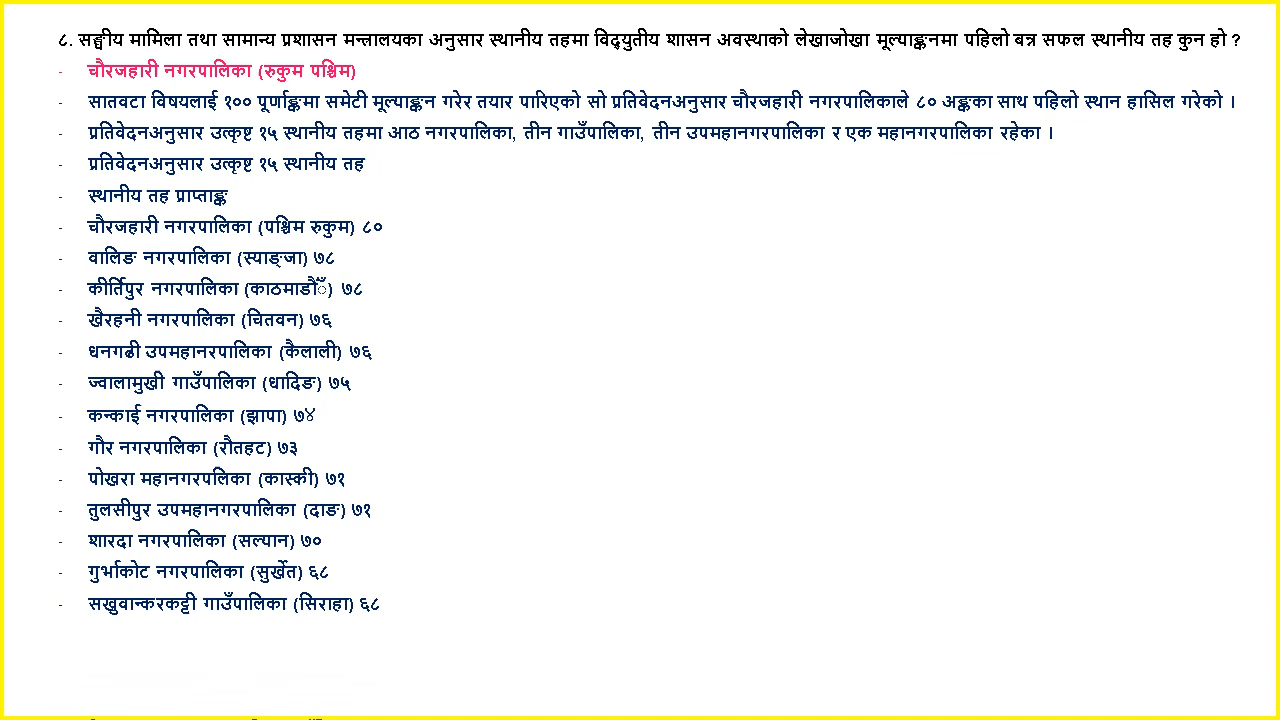 ८. सङ्घीय मामिला तथा सामान्य प्रशासन मन्त्रालयका अनुसार स्थानीय तहमा विद्युतीय शासन अवस्थाको लेखाजोखा मूल्याङ्कनमा पहिलो बन्न सफल स्थानीय तह कुन हो ?
- चौरजहारी नगरपालिका (रुकुम पश्चिम)
- सातवटा विषयलाई १०० पूर्णाङ्कमा समेटी मूल्याङ्कन गरेर तयार पारिएको सो प्रतिवेदनअनुसार चौरजहारी नगरपालिकाले ८० अङ्कका साथ पहिलो स्थान हासिल गरेको ।
- प्रतिवेदनअनुसार उत्कृष्ट १५ स्थानीय तहमा आठ नगरपालिका, तीन गाउँपालिका, तीन उपमहानगरपालिका र एक महानगरपालिका रहेका ।
- प्रतिवेदनअनुसार उत्कृष्ट १५ स्थानीय तह
- स्थानीय तह प्राप्ताङ्क
- चौरजहारी नगरपालिका (पश्चिम रुकुम) ८०
- वालिङ नगरपालिका (स्याङ्जा) ७८
- कीर्तिपुर नगरपालिका (काठमाडौंँ) ७८
- खैरहनी नगरपालिका (चितवन) ७६
- धनगढी उपमहानरपालिका (कैलाली) ७६
- ज्वालामुखी गाउँपालिका (धादिङ) ७५
- कन्काई नगरपालिका (झापा) ७४
- गौर नगरपालिका (रौतहट) ७३
- पोखरा महानगरपलिका (कास्की) ७१
- तुलसीपुर उपमहानगरपालिका (दाङ) ७१
- शारदा नगरपालिका (सल्यान) ७०
- गुर्भाकोट नगरपालिका (सुर्खेत) ६८
- सखुवान्करकट्टी गाउँपालिका (सिराहा) ६८